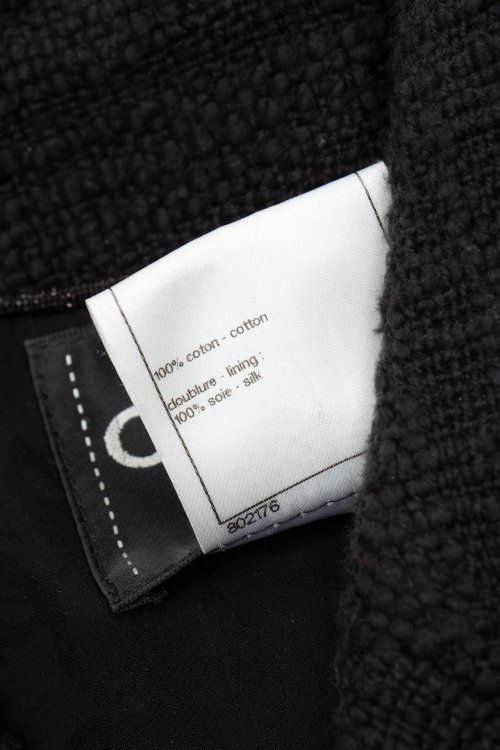 100% coton - cotton
doublure - lining :
100% soie - silk
802176
C